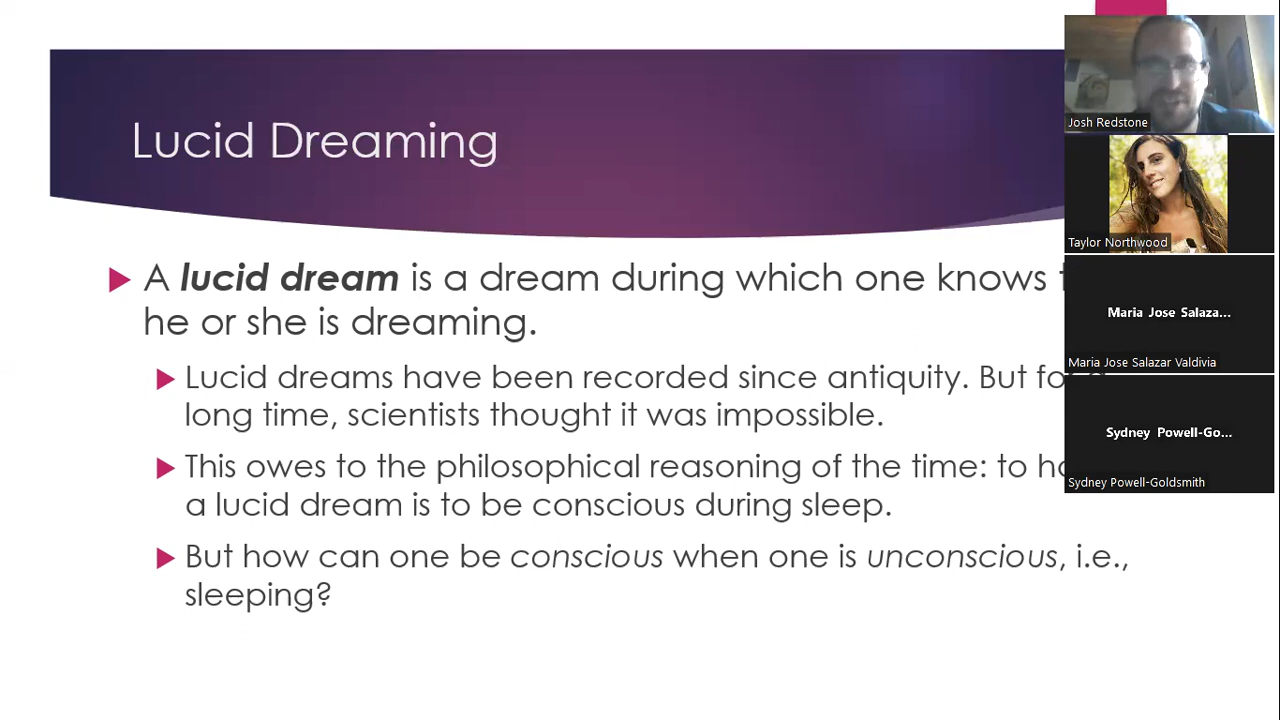 Lucid Dreaming
A lucid dream is a dream during which one knows
he or she is dreaming.
Lucid dreams have been recorded since antiquity. But
long time, scientists thought it was impossible.
This owes to the philosophical reasoning of the time: to
a lucid dream is to be conscious during sleep.
But how can one be conscious when one is unconscious, i.e.,
sleeping?
Josh Redstone
Taylor Northwood
Maria Jose Salaza...
Maria Jose Salazar Valdivia
Sydney Powell-Go...
Sydney Powell-Goldsmith